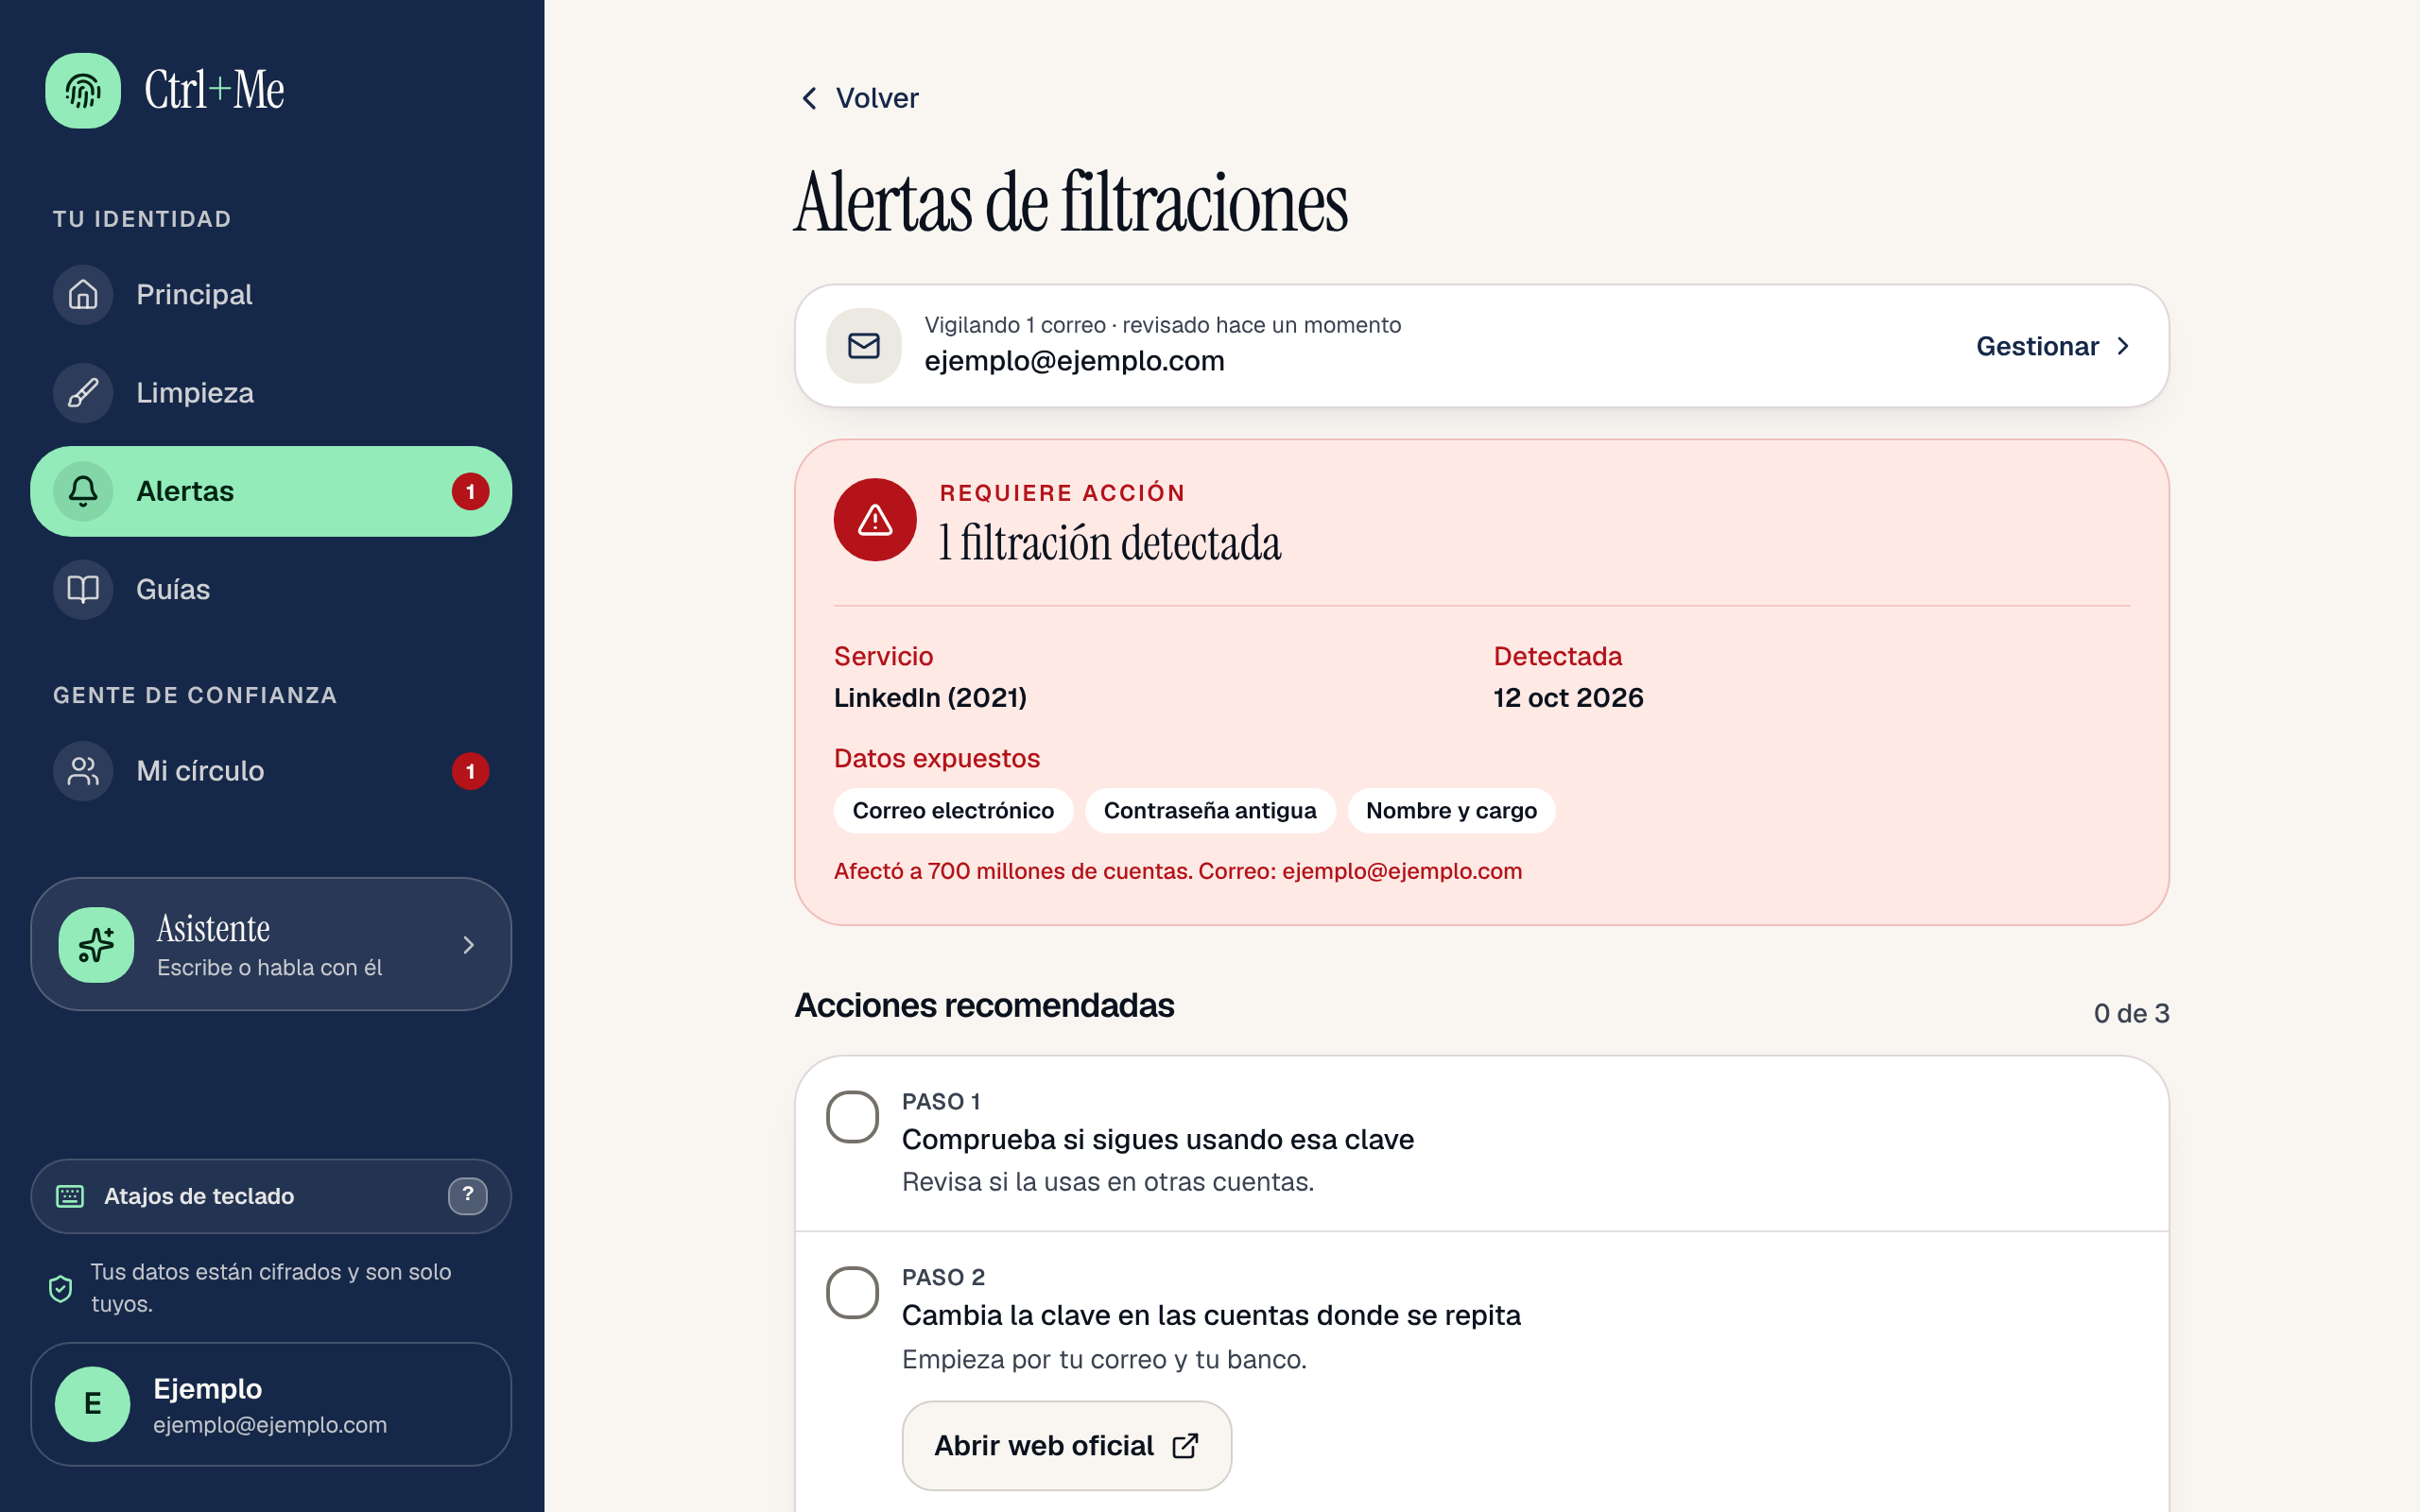 Ctrl+Me
TU IDENTIDAD
Principal
Limpieza
Alertas
1
Guías
GENTE DE CONFIANZA
Mi círculo
1
Asistente
Escribe o habla con él
Atajos de teclado
?
Tus datos están cifrados y son solo
tuyos.
E
Ejemplo
ejemplo@ejemplo.com
Volver
Alertas de filtraciones
Vigilando 1 correo · revisado hace un momento
ejemplo@ejemplo.com
Gestionar
REQUIERE ACCIÓN
1 filtración detectada
Servicio
LinkedIn (2021)
Detectada
12 oct 2026
Datos expuestos
Correo electrónico
Contraseña antigua
Nombre y cargo
Afectó a 700 millones de cuentas. Correo: ejemplo@ejemplo.com
Acciones recomendadas
0 de 3
PASO 1
Comprueba si sigues usando esa clave
Revisa si la usas en otras cuentas.
PASO 2
Cambia la clave en las cuentas donde se repita
Empieza por tu correo y tu banco.
Abrir web oficial